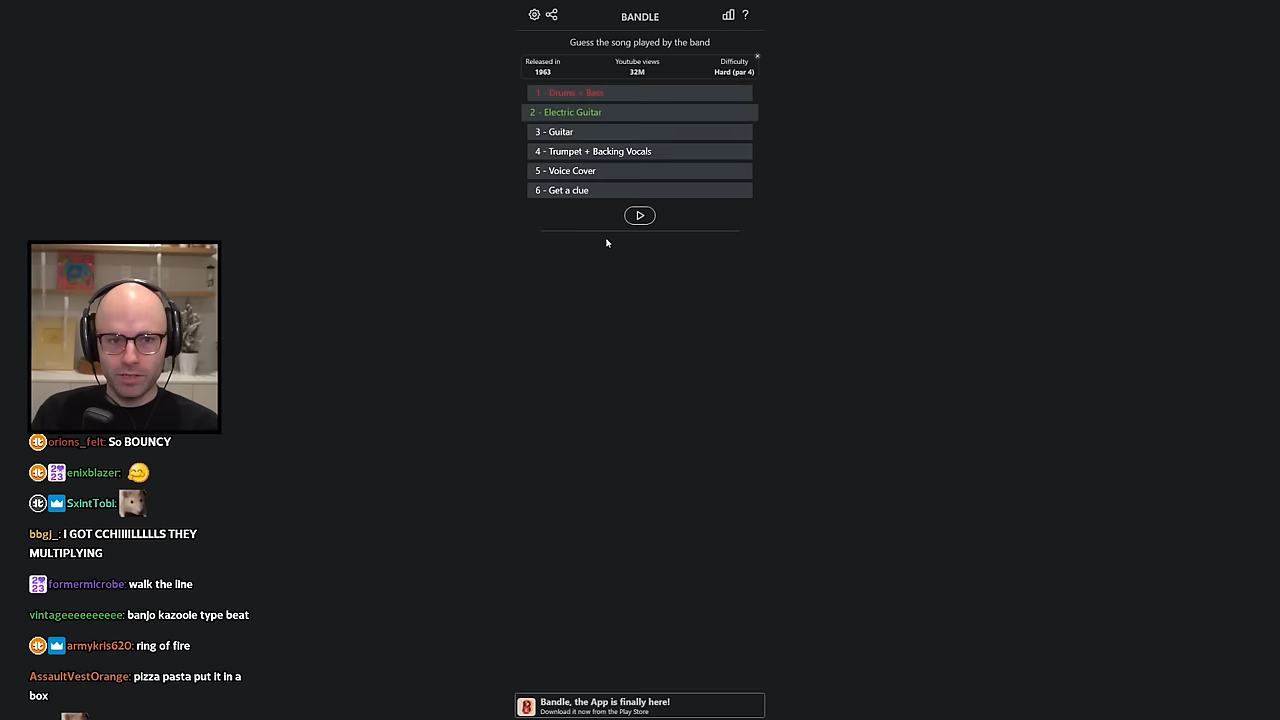 BANDLE
?
Guess the song played by the band
Released in
1963
Youtube views
32M
Difficulty
Hard (par 4)
1 - Drums + Bass
2 - Electric Guitar
3 - Guitar
4 - Trumpet + Backing Vocals
5 - Voice Cover
6 - Get a clue
orions_felt: So BOUNCY
enixblazer:
SxintTobi:
bbgj_: I GOT CCHIIIILLLLLS THEY
MULTIPLYING
formermicrobe: walk the line
vintageeeeeeeeee: banjo kazooie type beat
armykris620: ring of fire
AssaultVestOrange: pizza pasta put it in a
box
Bandle, the App is finally here!
Download it now from the Play Store